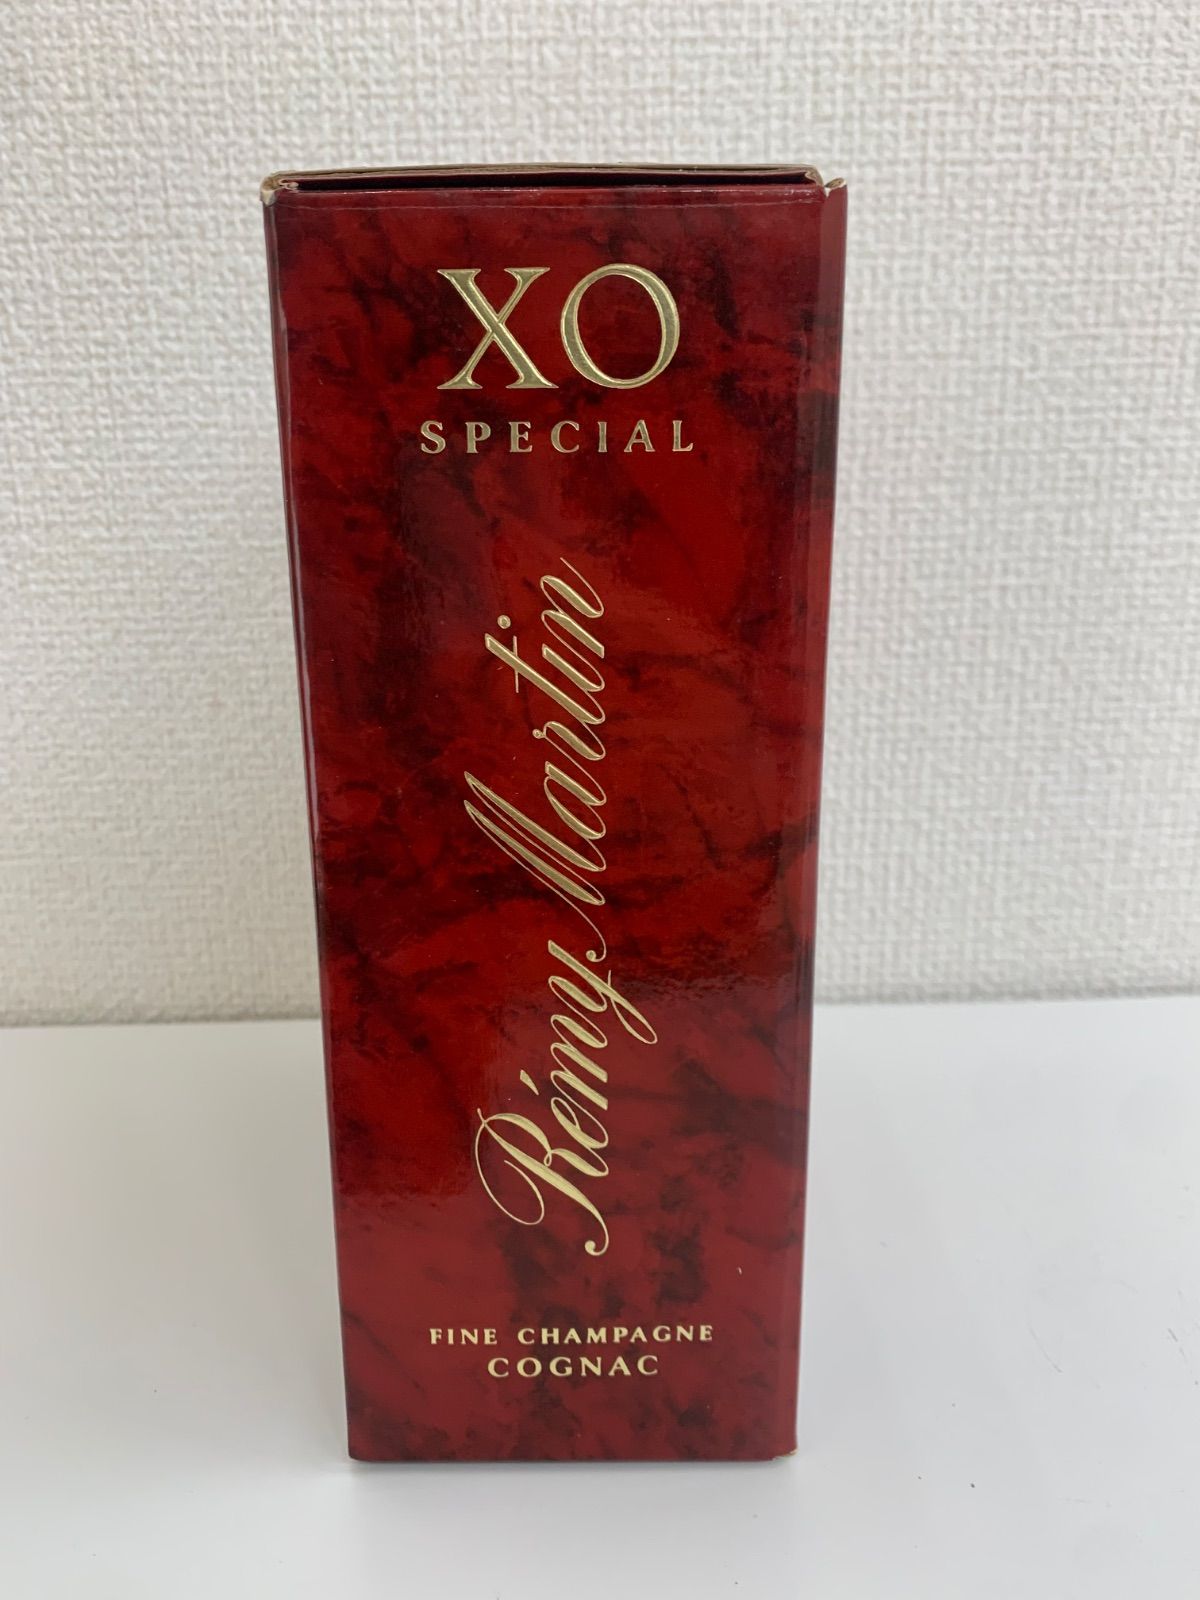 XO
SPECIAL
Rémy Martin
FINE CHAMPAGNE
COGNAC